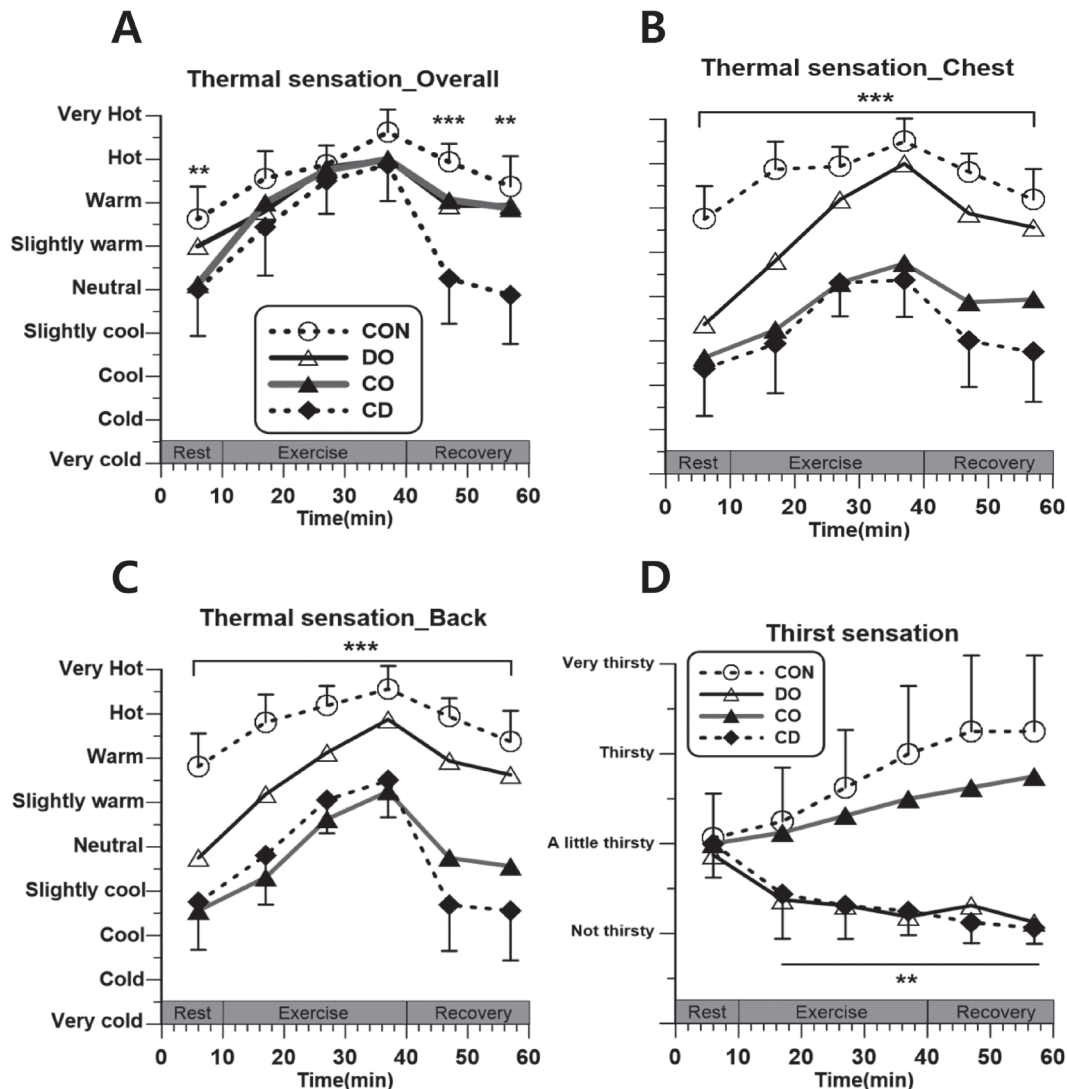 A
Thermal sensation_Overall
Very Hot
Hot
Warm
Slightly warm
Neutral
Slightly cool
Cool
Cold
Very cold
**
***
**
CON
DO
CO
CD
Rest
Exercise
Recovery
0 10 20 30 40 50 60
Time(min)
B
Thermal sensation_Chest
***
Rest
Exercise
Recovery
0 10 20 30 40 50 60
Time(min)
C
Thermal sensation_Back
***
Very Hot
Hot
Warm
Slightly warm
Neutral
Slightly cool
Cool
Cold
Very cold
Rest
Exercise
Recovery
0 10 20 30 40 50 60
Time(min)
D
Thirst sensation
Very thirsty
Thirsty
A little thirsty
Not thirsty
CON
DO
CO
CD
**
Rest
Exercise
Recovery
0 10 20 30 40 50 60
Time(min)